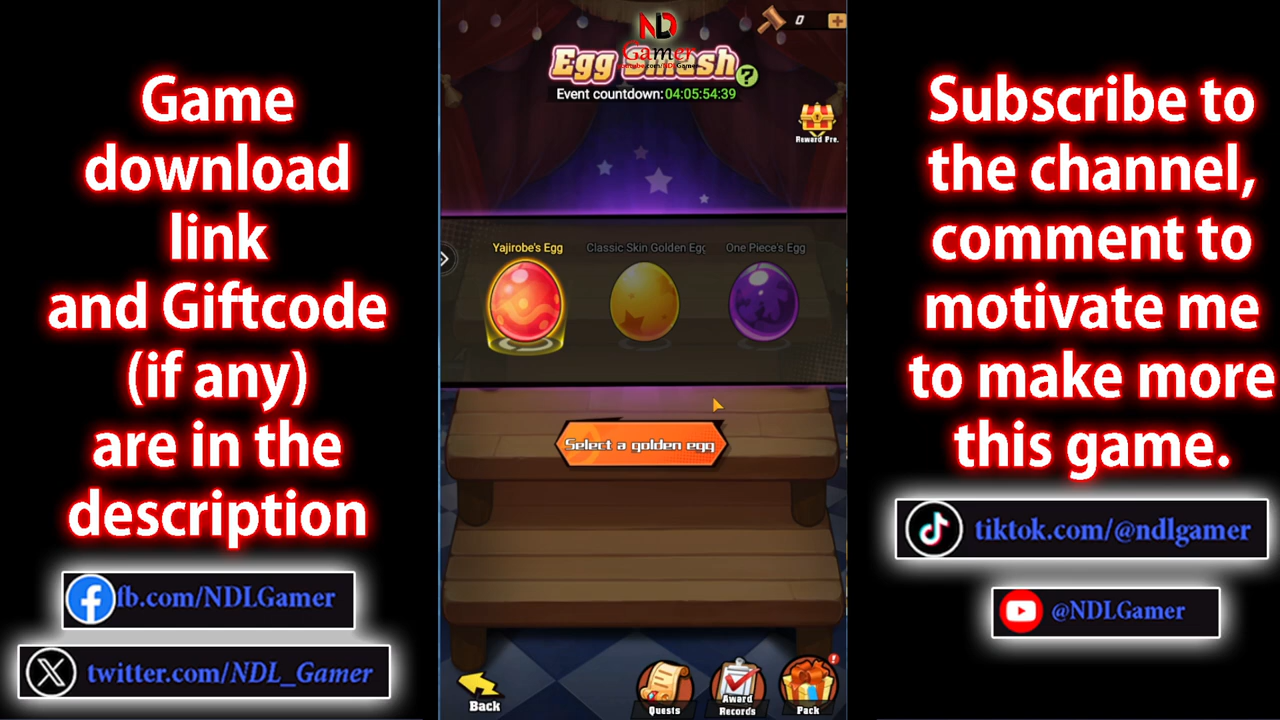 Game
download
link
and Giftcode
(if any)
are in the
description
fb.com/NDLGamer
twitter.com/NDL_Gamer
ND
Gamer
0
Egg Smash
?
Event countdown:04:05:54:39
Reward Pre.
Yajirobe's Egg
Classic Skin Golden Egg
One Piece's Egg
Select a golden egg
Back
Quests
Award
Records
Pack
Subscribe to
the channel,
comment to
motivate me
to make more
this game.
tiktok.com/@ndlgamer
@NDLGamer